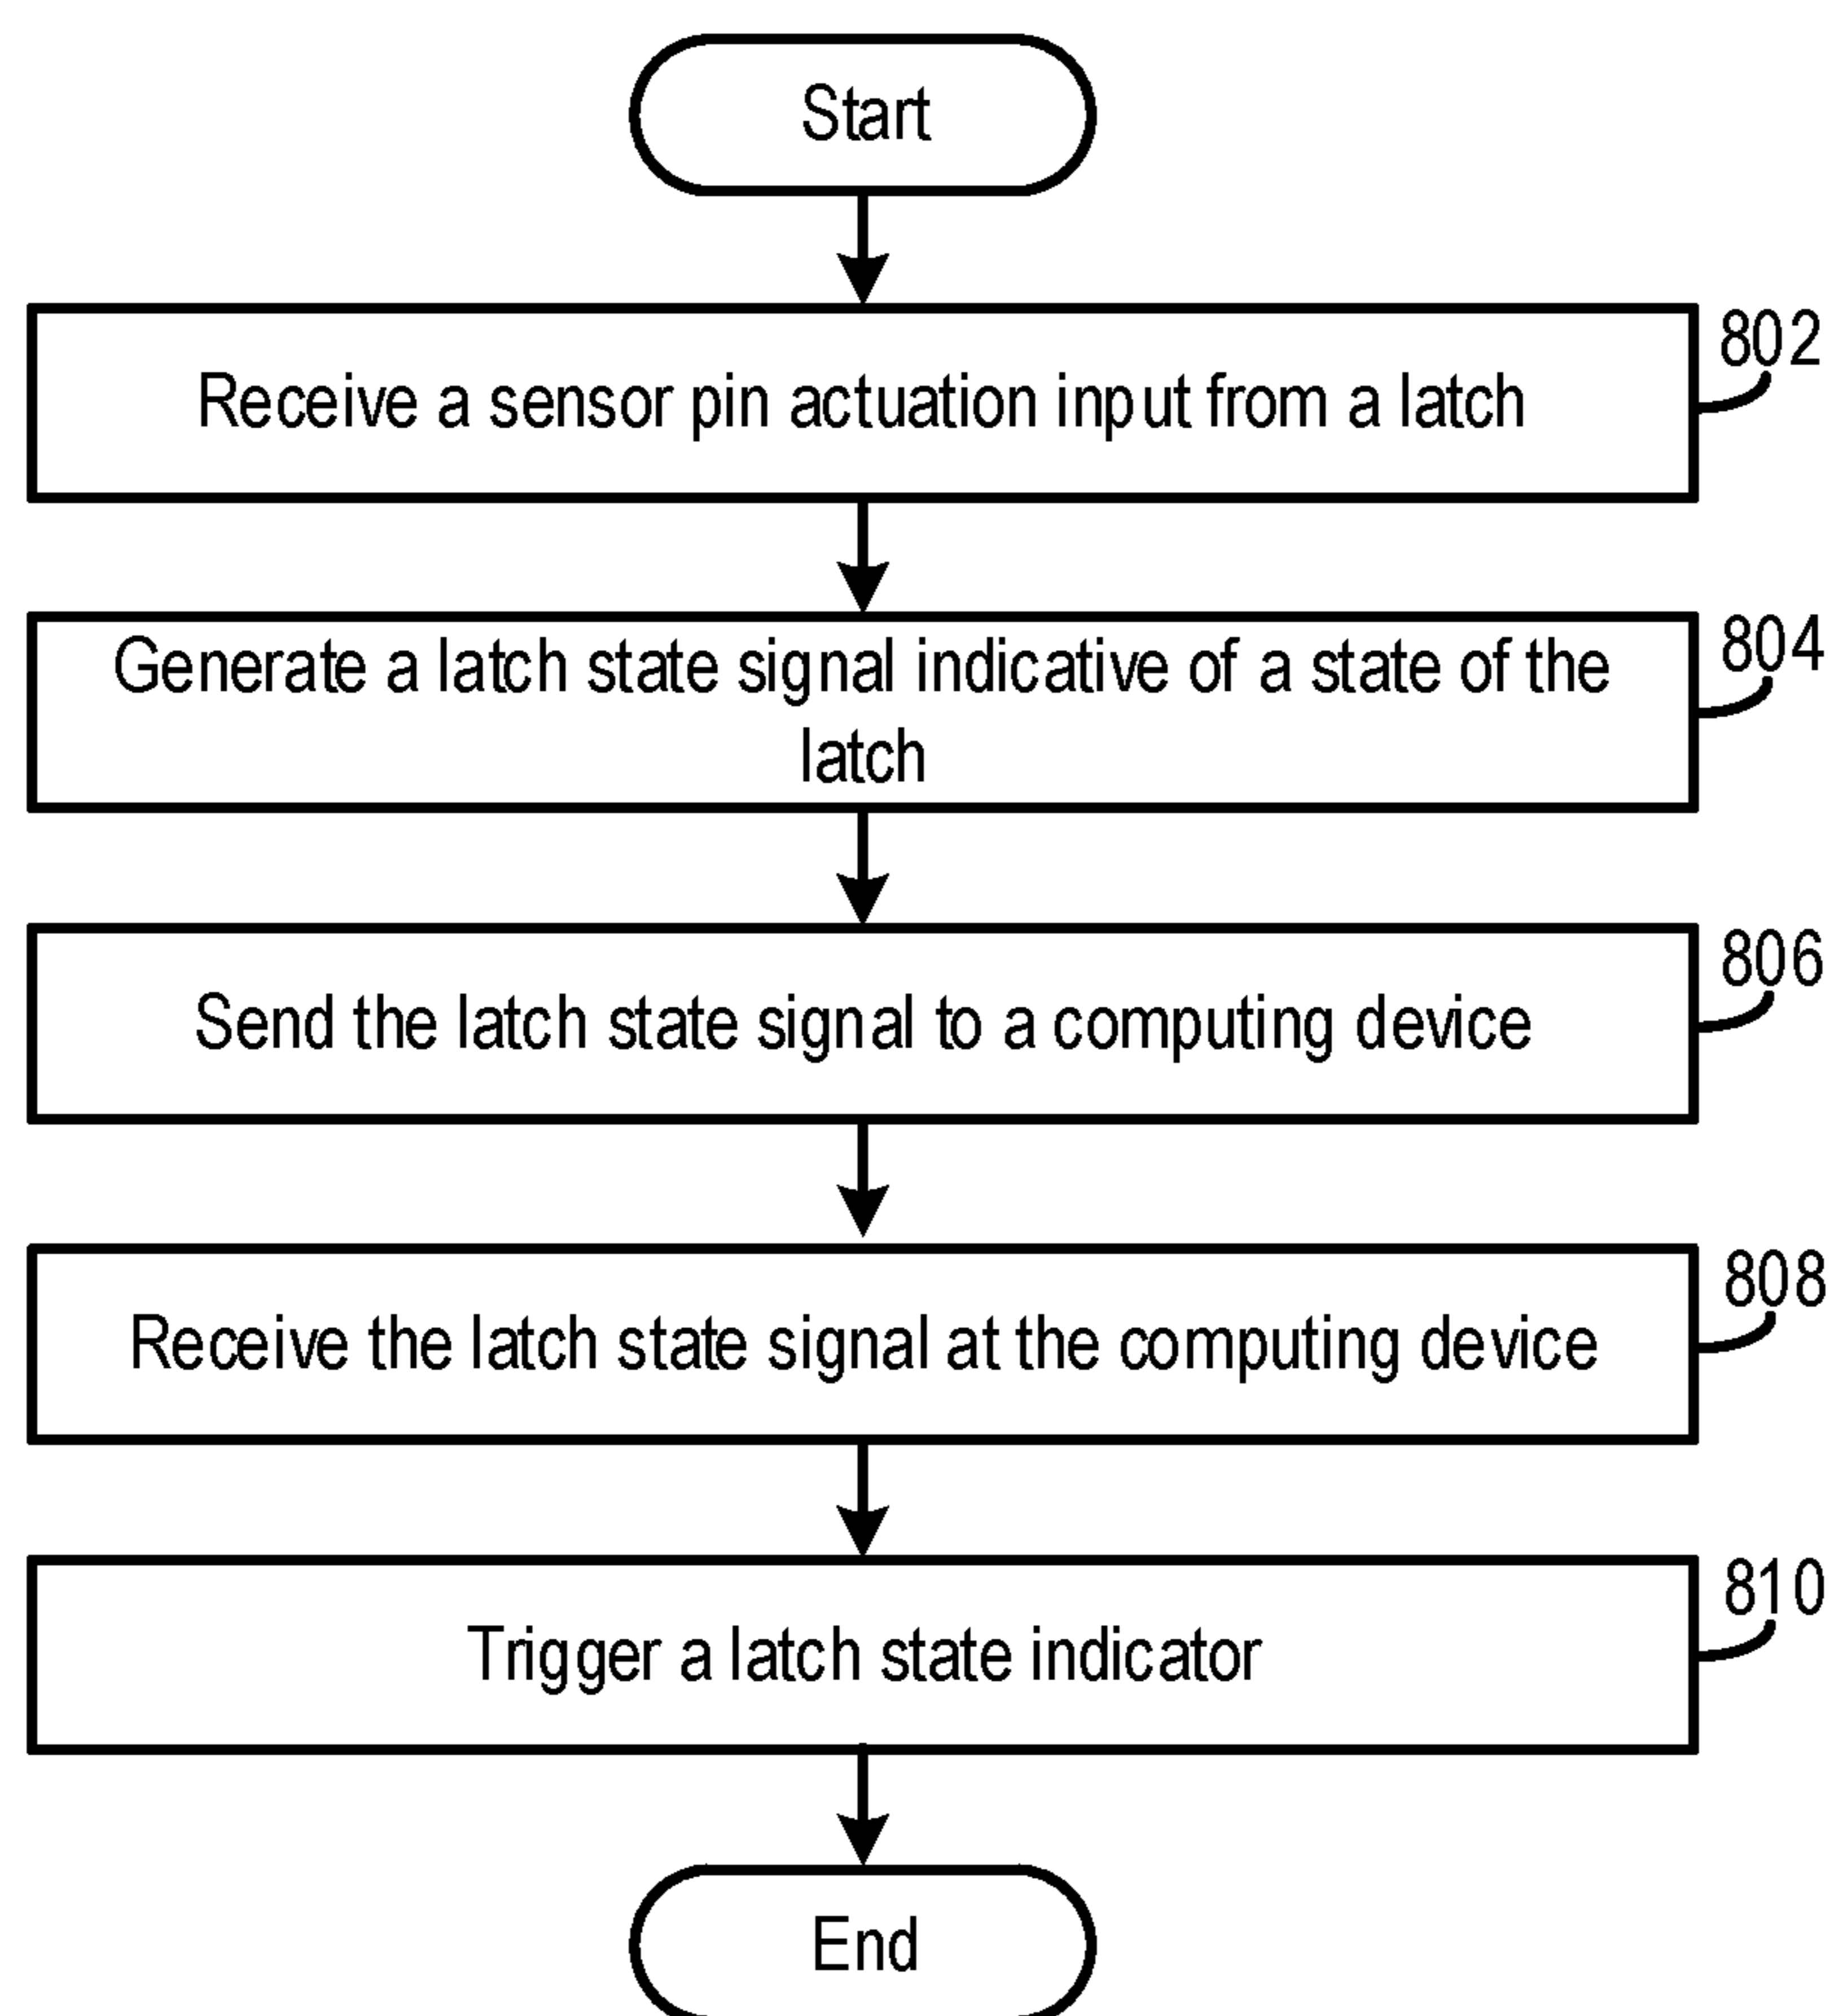 Start
802
Receive a sensor pin actuation input from a latch
804
Generate a latch state signal indicative of a state of the
latch
806
Send the latch state signal to a computing device
808
Receive the latch state signal at the computing device
810
Trigger a latch state indicator
End